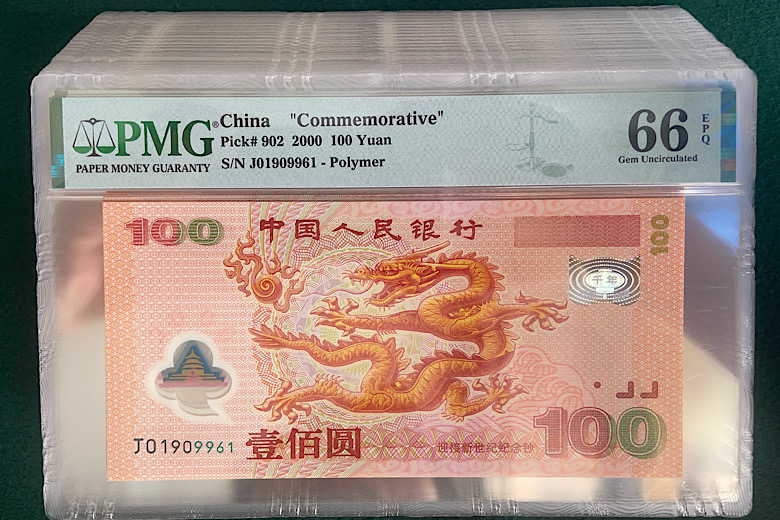 PMG®
PAPER MONEY GUARANTY
China "Commemorative"
Pick# 902 2000 100 Yuan
S/N J01909961 - Polymer
66 EPQ
Gem Uncirculated
100
中国人民银行
100
千年
J01909961
壹佰圆
迎接新世纪纪念钞
100